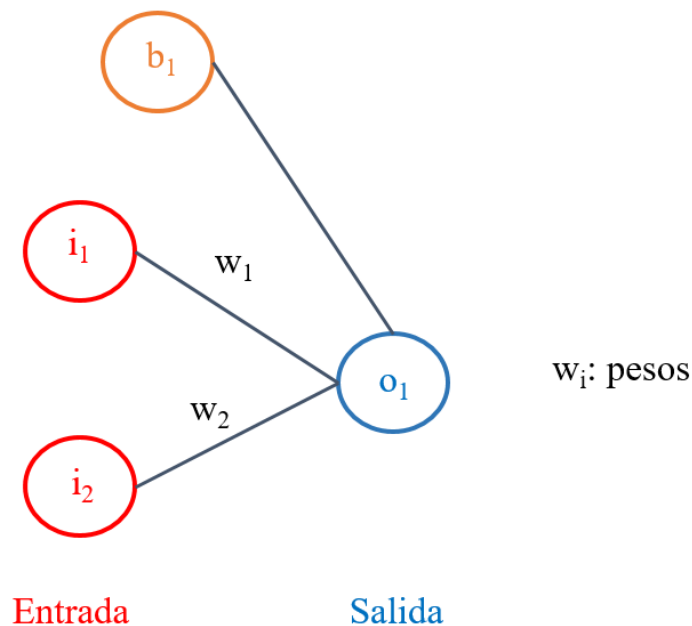 b₁
i₁
w₁
o₁
wᵢ: pesos
w₂
i₂
Entrada
Salida